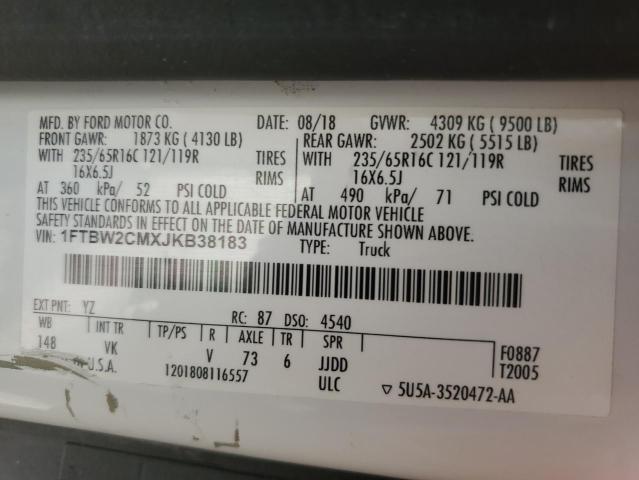 MFD. BY FORD MOTOR CO. DATE: 08/18 GVWR: 4309 KG ( 9500 LB)
FRONT GAWR: 1873 KG ( 4130 LB) REAR GAWR: 2502 KG ( 5515 LB)
WITH 235/65R16C 121/119R TIRES WITH 235/65R16C 121/119R TIRES
16X6.5J RIMS 16X6.5J RIMS
AT 360 kPa/ 52 PSI COLD AT 490 kPa/ 71 PSI COLD
THIS VEHICLE CONFORMS TO ALL APPLICABLE FEDERAL MOTOR VEHICLE
SAFETY STANDARDS IN EFFECT ON THE DATE OF MANUFACTURE SHOWN ABOVE.
VIN: 1FTBW2CMXJKB38183 TYPE: Truck
EXT PNT: YZ RC: 87 DSO: 4540
WB INT TR TP/PS R AXLE TR SPR
148 VK V 73 6 JJDD
U.S.A. 1201808116557 ULC
F0887
T2005
▽ 5U5A-3520472-AA